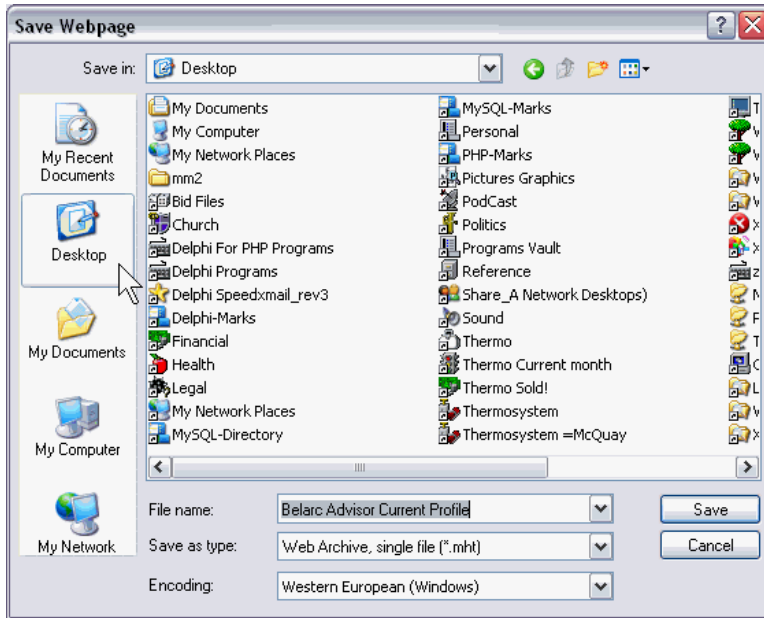 Save Webpage
Save in:
Desktop
My Recent
Documents
Desktop
My Documents
My Computer
My Network
My Documents
My Computer
My Network Places
mm2
Bid Files
Church
Delphi For PHP Programs
Delphi Programs
Delphi Speedxmail_rev3
Delphi-Marks
Financial
Health
Legal
My Network Places
MySQL-Directory
MySQL-Marks
Personal
PHP-Marks
Pictures Graphics
PodCast
Politics
Programs Vault
Reference
Share_A Network Desktops)
Sound
Thermo
Thermo Current month
Thermo Sold!
Thermosystem
Thermosystem =McQuay
File name:
Belarc Advisor Current Profile
Save
Save as type:
Web Archive, single file (*.mht)
Cancel
Encoding:
Western European (Windows)